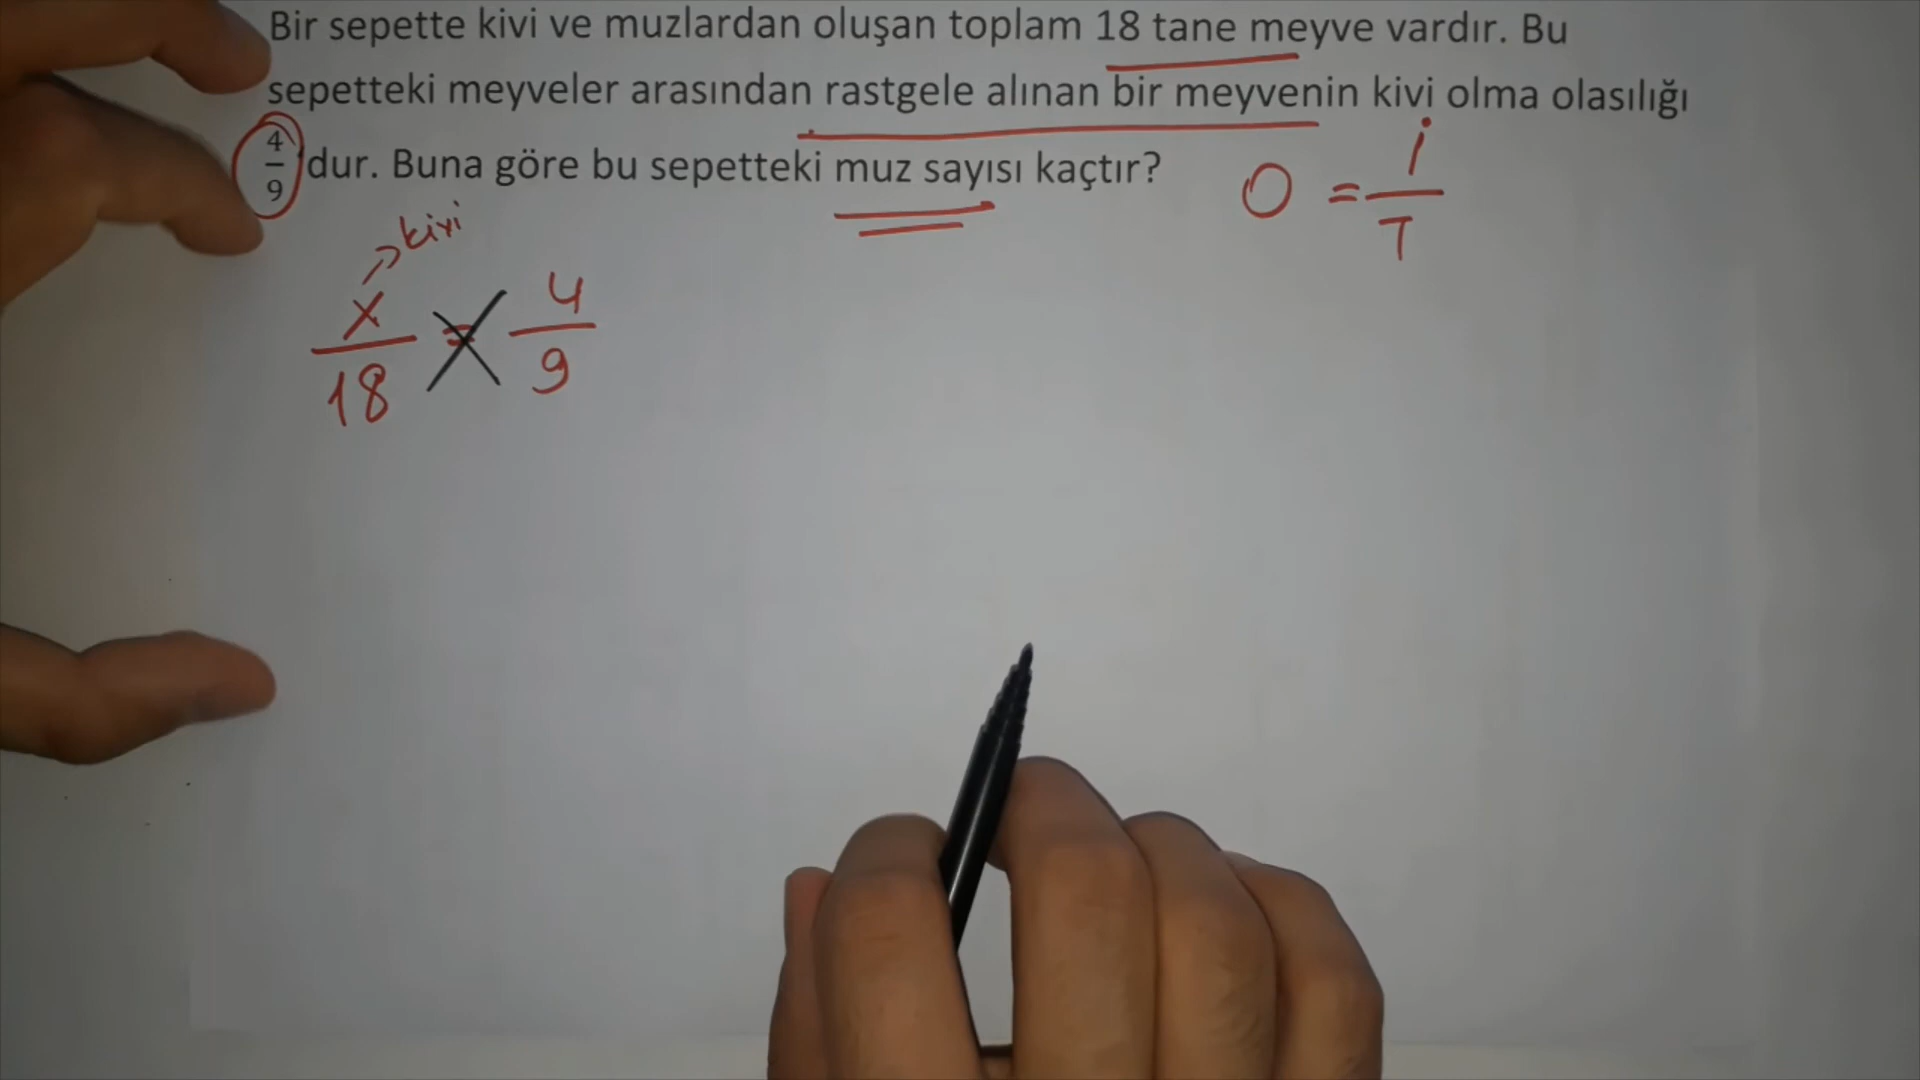 Bir sepette kivi ve muzlardan oluşan toplam 18 tane meyve vardır. Bu
sepetteki meyveler arasından rastgele alınan bir meyvenin kivi olma olasılığı
4/9 'dur. Buna göre bu sepetteki muz sayısı kaçtır?
O = i/T
kivi
x/18 = 4/9